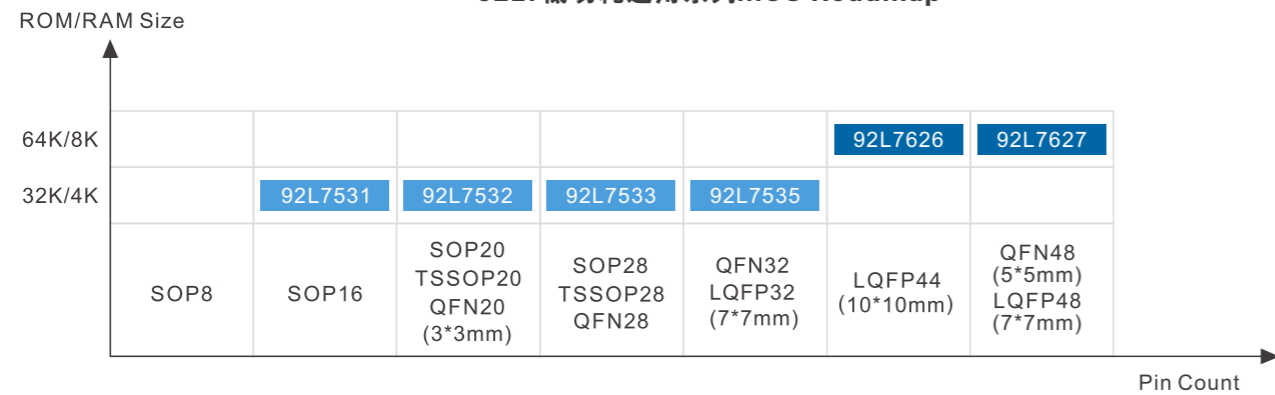 ROM/RAM Size
64K/8K
92L7626
92L7627
32K/4K
92L7531
92L7532
92L7533
92L7535
SOP8
SOP16
SOP20
TSSOP20
QFN20
(3*3mm)
SOP28
TSSOP28
QFN28
QFN32
LQFP32
(7*7mm)
LQFP44
(10*10mm)
QFN48
(5*5mm)
LQFP48
(7*7mm)
Pin Count